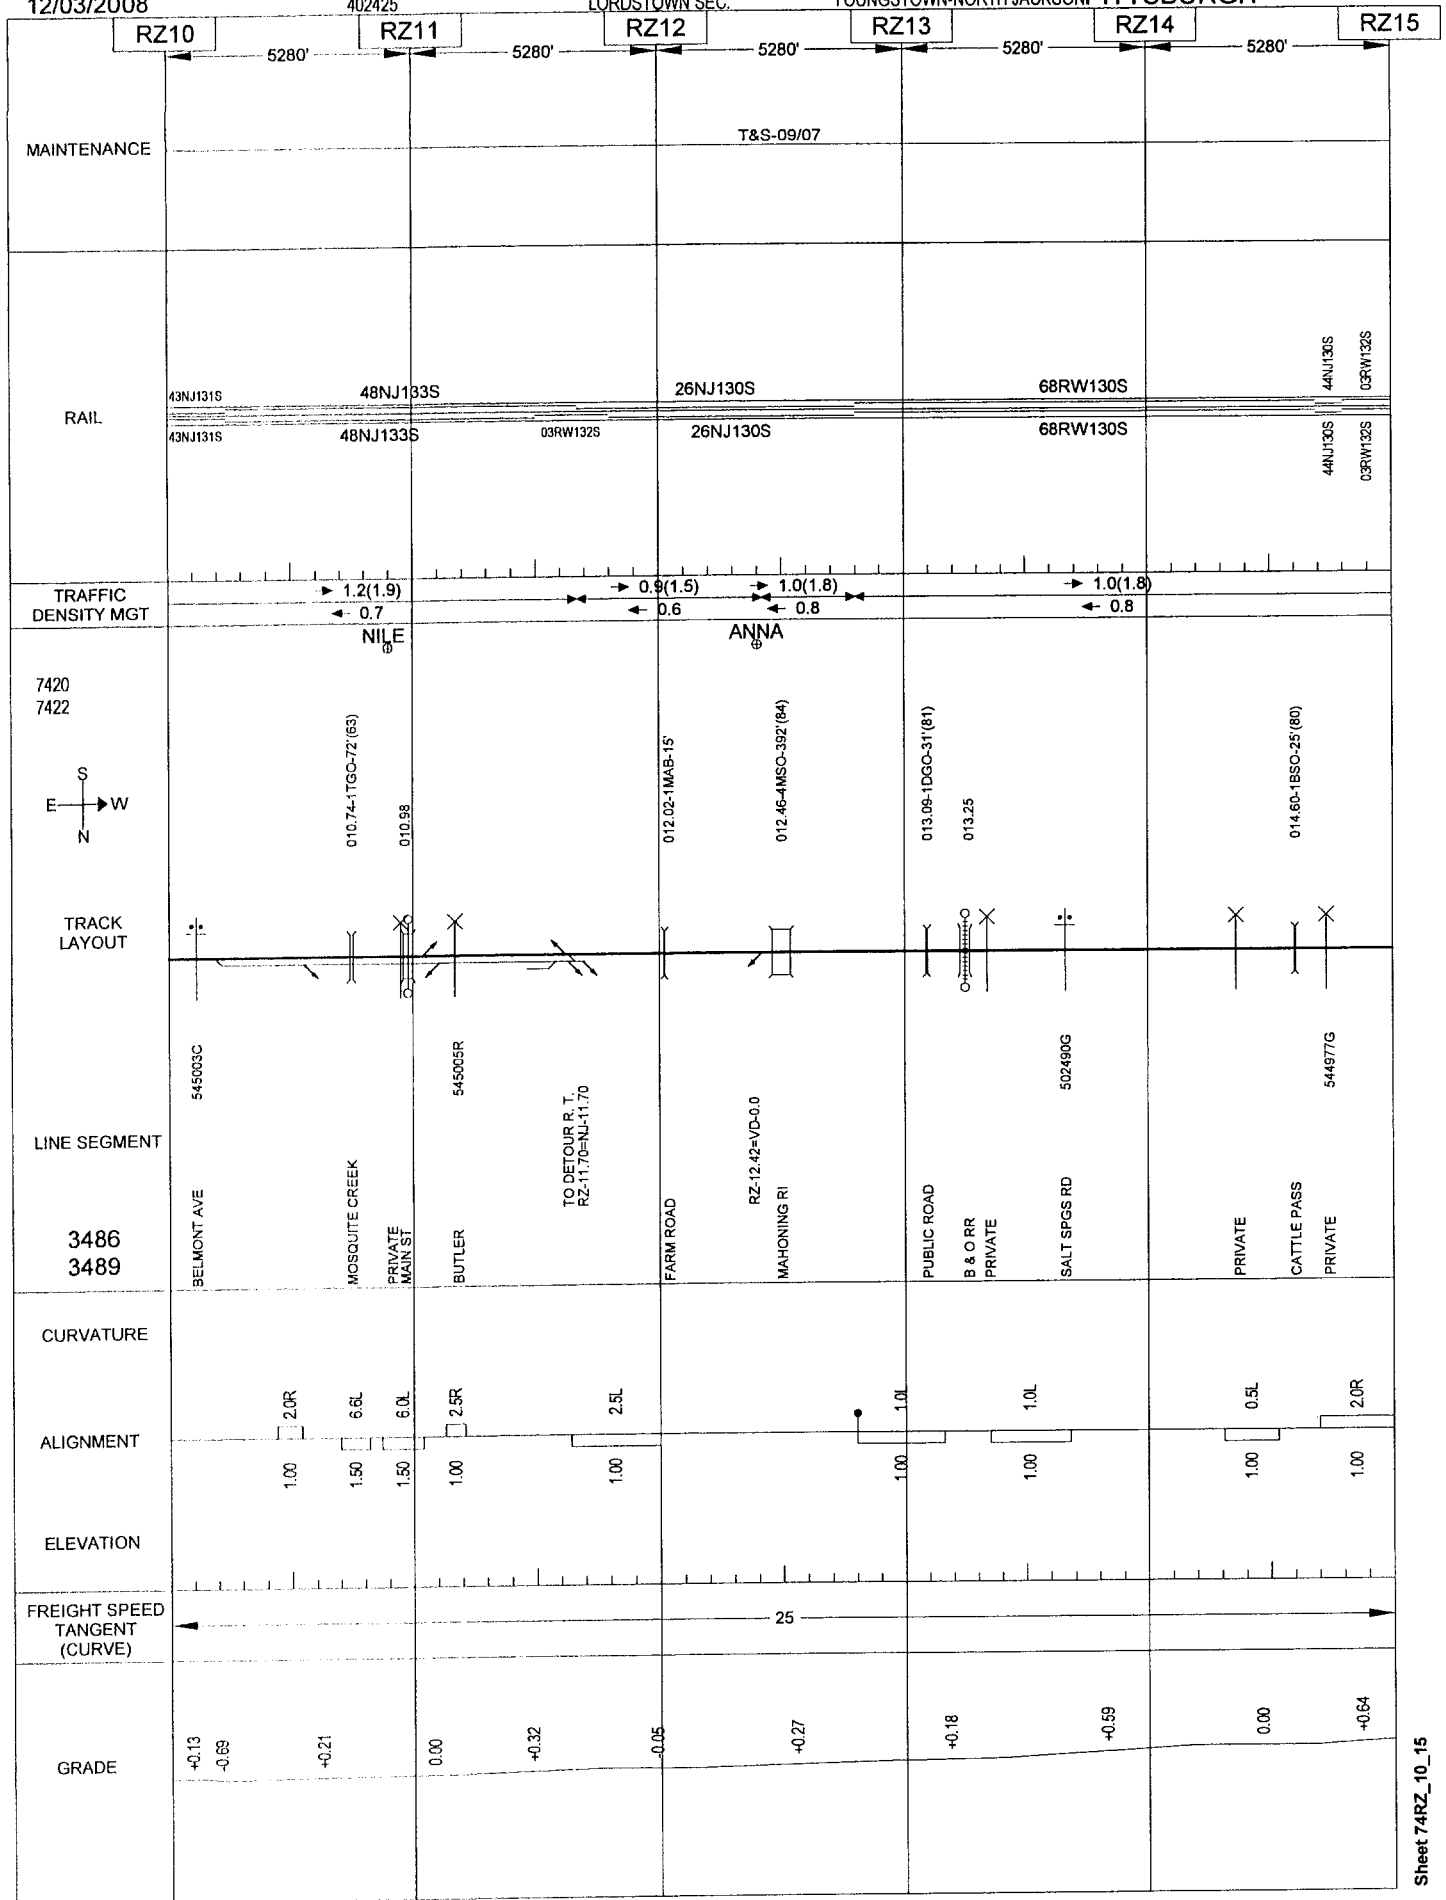 12/03/2008 402425 LORDSTOWN SEC. YOUNGSTOWN-NORTH JACKSON PITTSBURGH
RZ10 RZ11 RZ12 RZ13 RZ14 RZ15
5280' 5280' 5280' 5280' 5280'
MAINTENANCE
T&S-09/07
RAIL
43NJ131S 48NJ133S 26NJ130S 68RW130S 44NJ130S 03RW132S
43NJ131S 48NJ133S 03RW132S 26NJ130S 68RW130S 44NJ130S 03RW132S
TRAFFIC
DENSITY MGT
1.2(1.9) 0.9(1.5) 1.0(1.8) 1.0(1.8)
0.7 0.6 0.8 0.8
NILE ANNA
7420
7422
S
E W
N
010.74-1TGO-72'(63)
010.98
012.02-1MAB-15'
012.46-4MSO-392'(84)
013.09-1DGO-31'(81)
013.25
014.60-1BSO-25'(80)
TRACK
LAYOUT
545003C
545005R
502490G
544977G
LINE SEGMENT
3486
3489
BELMONT AVE
MOSQUITE CREEK
PRIVATE
MAIN ST
BUTLER
TO DETOUR R. T.
RZ-11.70=NJ-11.70
FARM ROAD
RZ-12.42=VD-0.0
MAHONING RI
PUBLIC ROAD
B & O RR
PRIVATE
SALT SPGS RD
PRIVATE
CATTLE PASS
PRIVATE
CURVATURE
2.0R 6.6L 6.0L 2.5R 2.5L 1.0L 1.0L 0.5L 2.0R
ALIGNMENT
1.00 1.50 1.50 1.00 1.00 1.00 1.00 1.00 1.00
ELEVATION
FREIGHT SPEED
TANGENT
(CURVE)
25
GRADE
+0.13 -0.69 +0.21 0.00 +0.32 -0.05 +0.27 +0.18 +0.59 0.00 +0.64
Sheet 74RZ_10_15